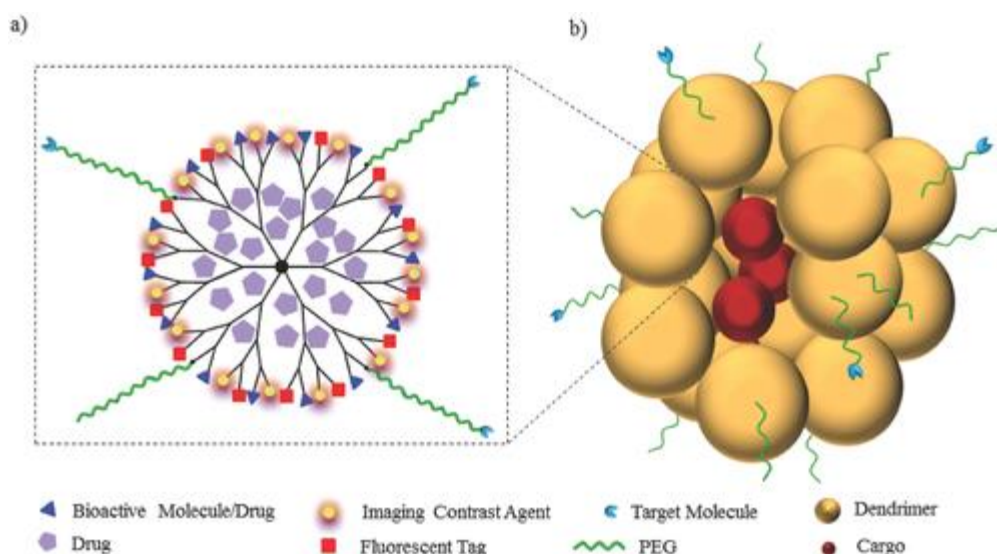 a)
b)
Bioactive Molecule/Drug
Imaging Contrast Agent
Target Molecule
Dendrimer
Drug
Fluorescent Tag
PEG
Cargo